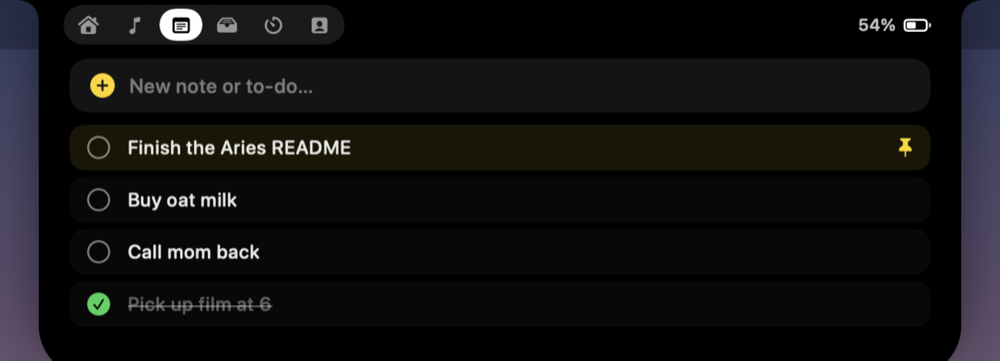 54%
New note or to-do...
Finish the Aries README
Buy oat milk
Call mom back
Pick up film at 6